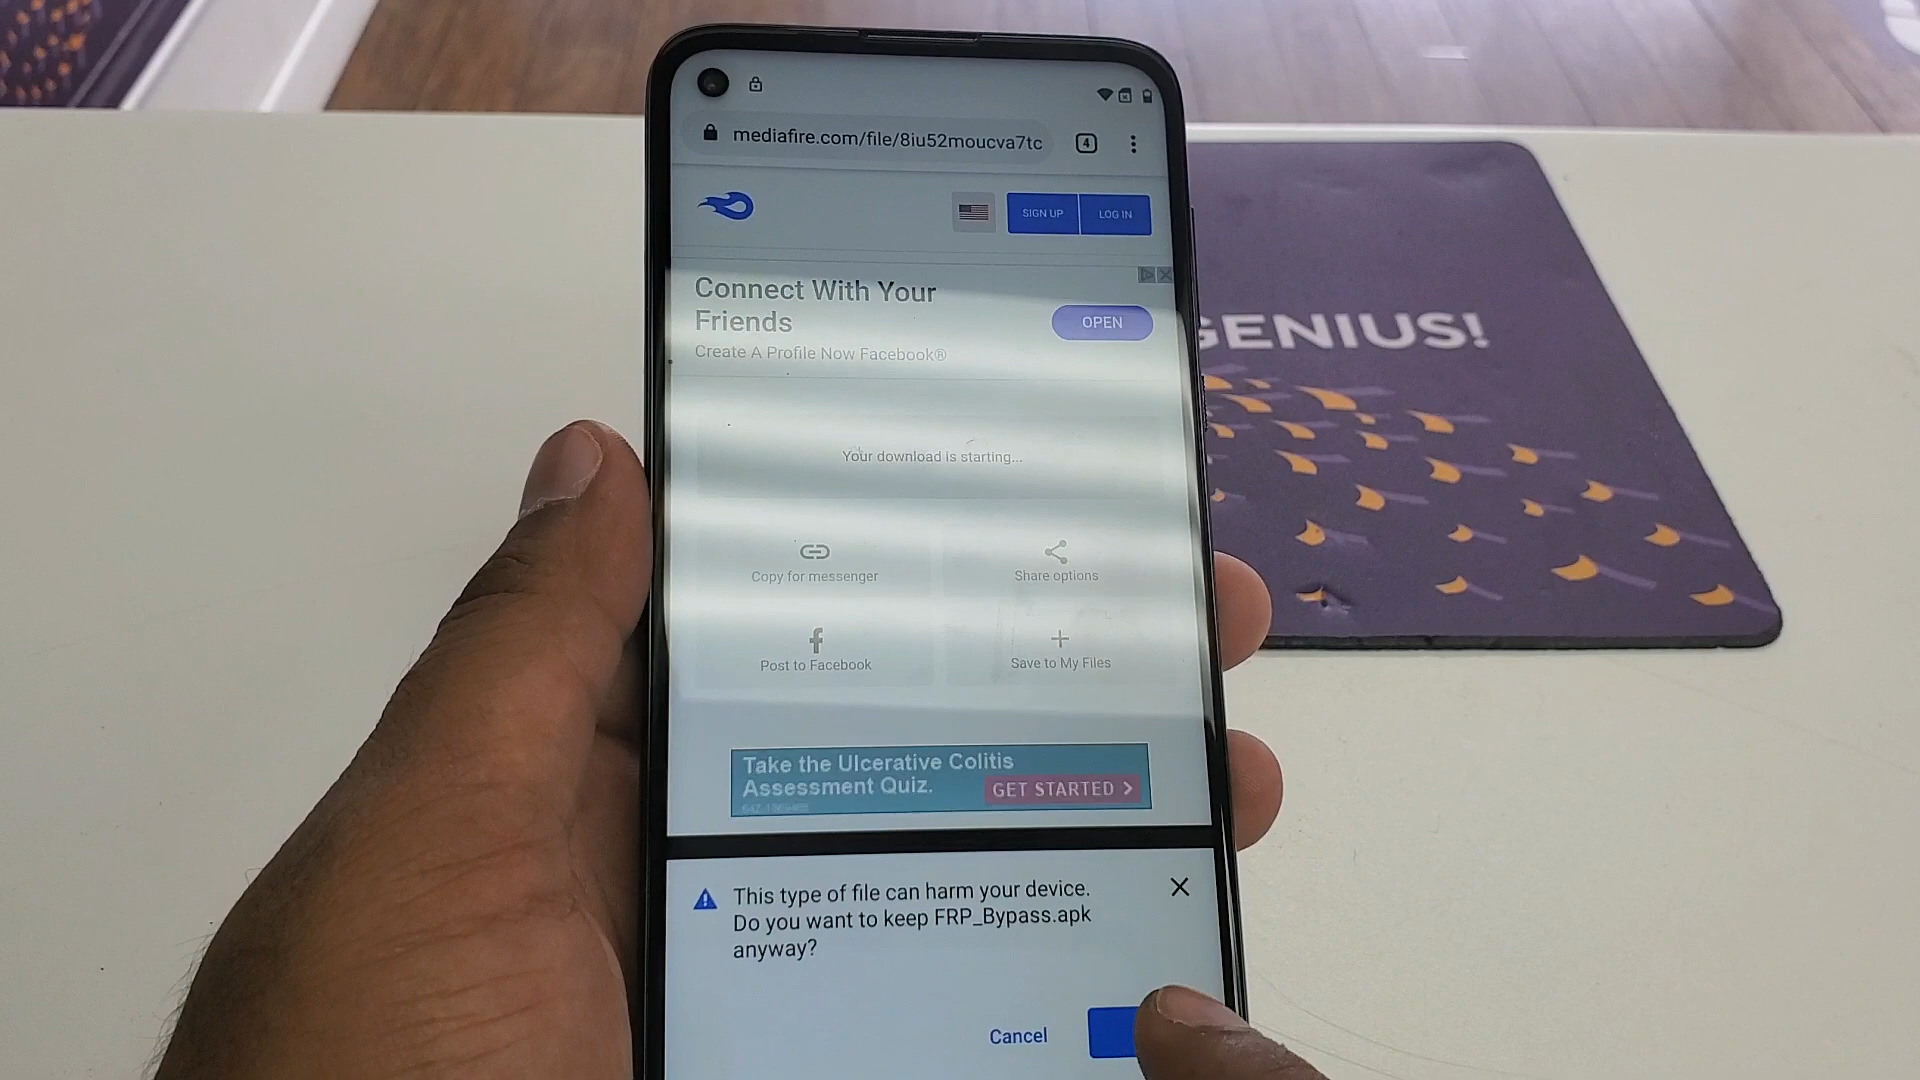 mediafire.com/file/8iu52moucva7tc
4
SIGN UP
LOG IN
Connect With Your
Friends
OPEN
Create A Profile Now Facebook®
Your download is starting...
Copy for messenger
Share options
Post to Facebook
Save to My Files
Take the Ulcerative Colitis
Assessment Quiz.
GET STARTED >
This type of file can harm your device.
Do you want to keep FRP_Bypass.apk
anyway?
Cancel
GENIUS!